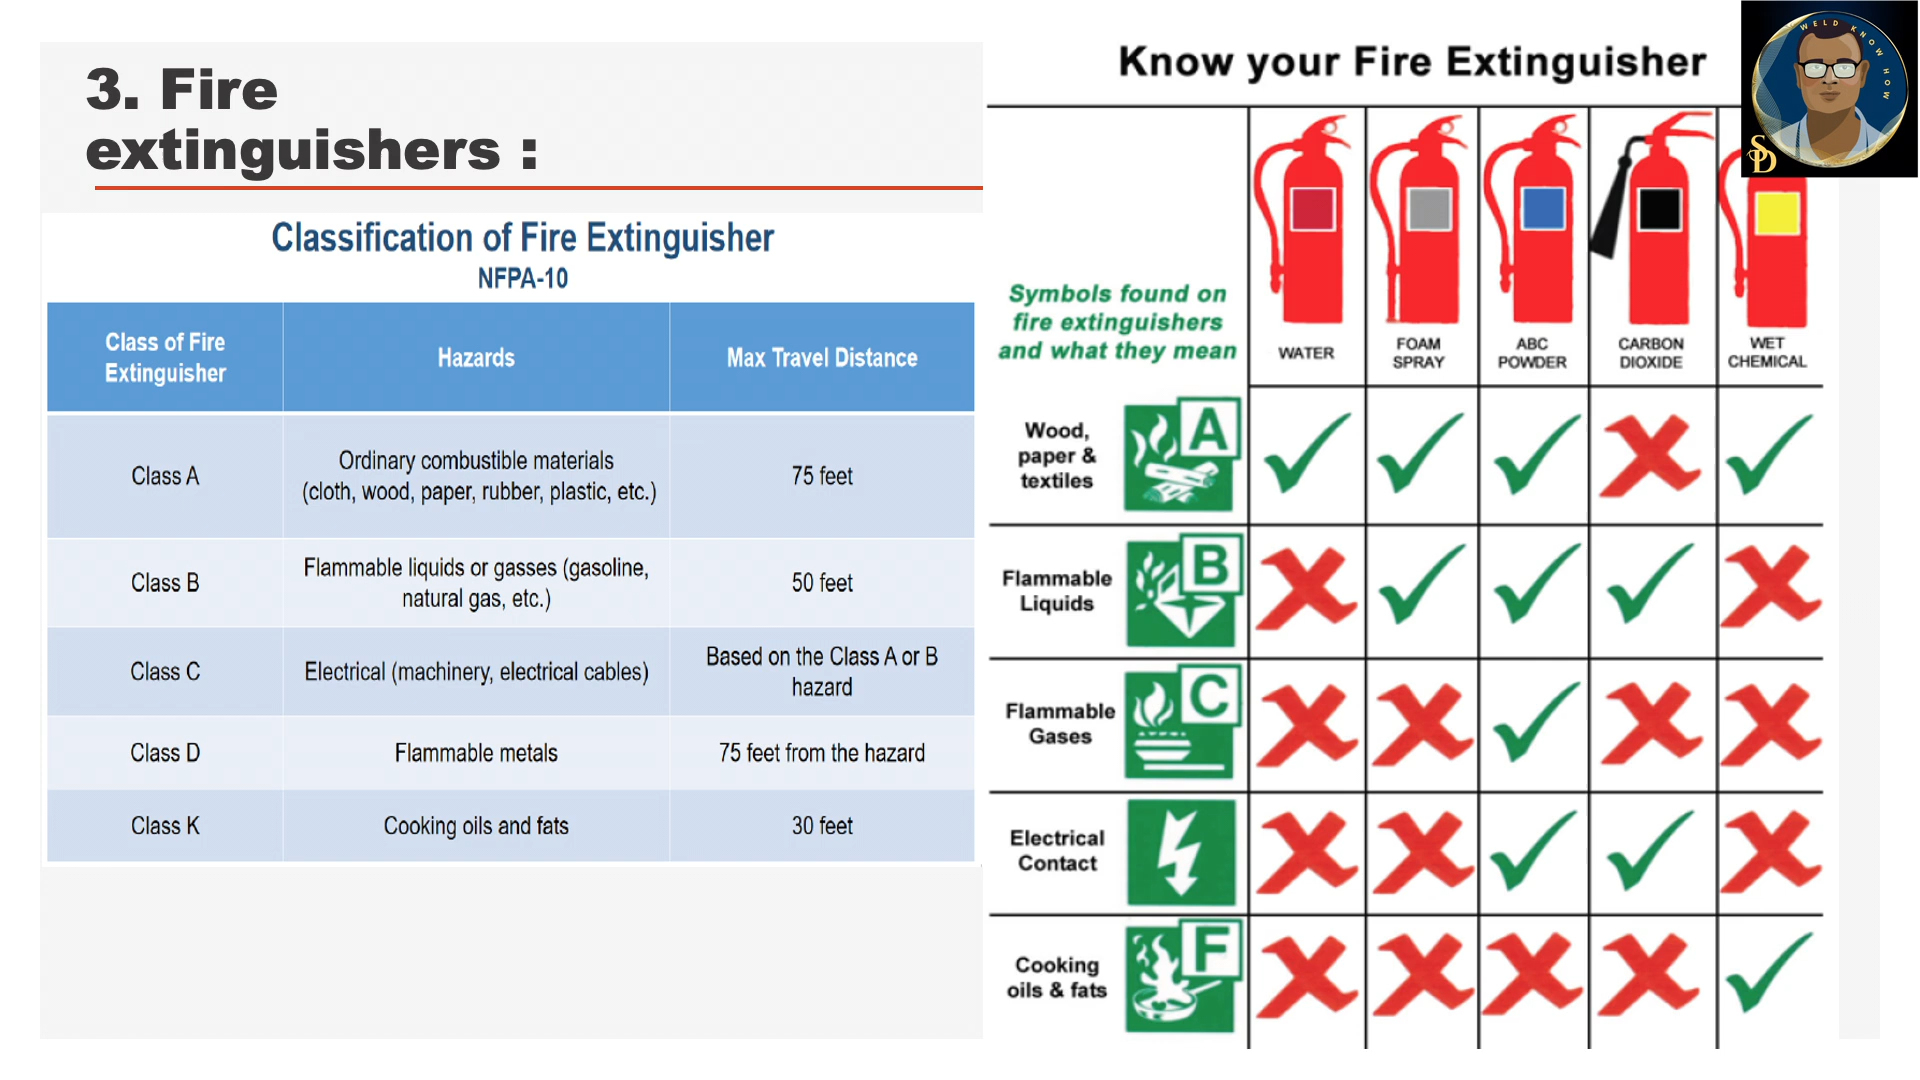 3. Fire
extinguishers :
Classification of Fire Extinguisher
NFPA-10
Class of Fire
Extinguisher
Hazards
Max Travel Distance
Class A
Ordinary combustible materials
(cloth, wood, paper, rubber, plastic, etc.)
75 feet
Class B
Flammable liquids or gasses (gasoline,
natural gas, etc.)
50 feet
Class C
Electrical (machinery, electrical cables)
Based on the Class A or B
hazard
Class D
Flammable metals
75 feet from the hazard
Class K
Cooking oils and fats
30 feet
Know your Fire Extinguisher
WELD KNOW HOW
SD
Symbols found on
fire extinguishers
and what they mean
WATER
FOAM
SPRAY
ABC
POWDER
CARBON
DIOXIDE
WET
CHEMICAL
Wood,
paper &
textiles
A
Flammable
Liquids
B
Flammable
Gases
C
Electrical
Contact
Cooking
oils & fats
F